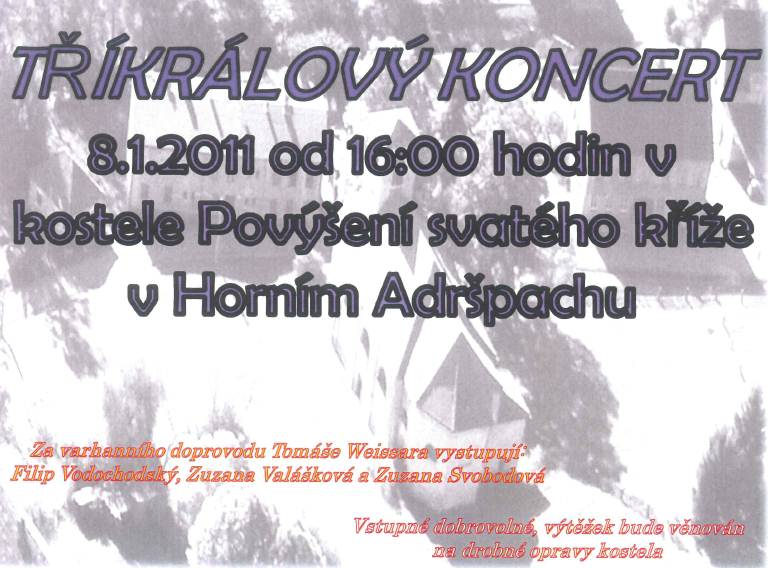 TŘÍKRÁLOVÝ KONCERT
8.1.2011 od 16:00 hodin v
kostele Povýšení svatého kříže
v Horním Adršpachu
Za varhanního doprovodu Tomáše Weissara vystupují:
Filip Vodochodský, Zuzana Valášková a Zuzana Svobodová
Vstupné dobrovolné, výtěžek bude věnován
na drobné opravy kostela